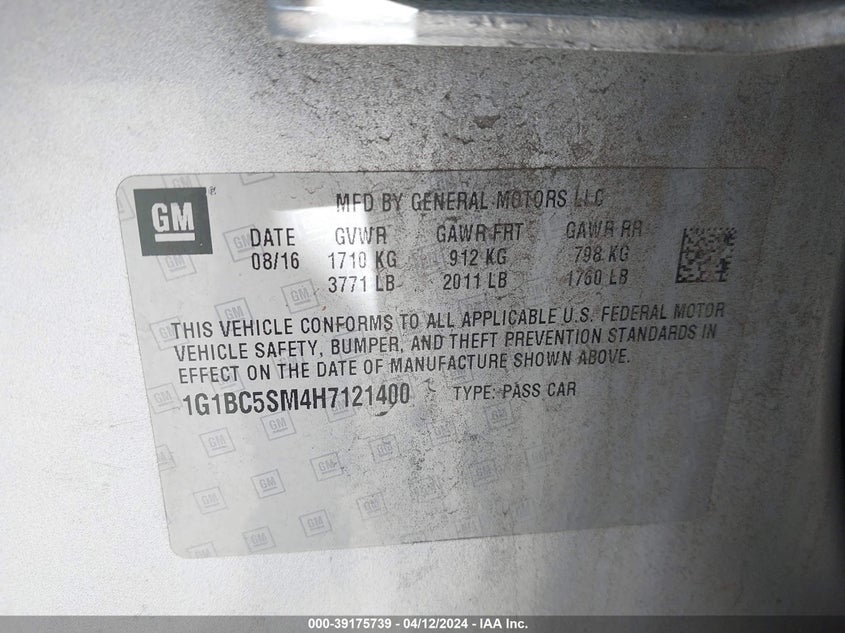 GM
MFD BY GENERAL MOTORS LLC
DATE GVWR GAWR FRT GAWR RR
08/16 1710 KG 912 KG 798 KG
3771 LB 2011 LB 1760 LB
THIS VEHICLE CONFORMS TO ALL APPLICABLE U.S. FEDERAL MOTOR
VEHICLE SAFETY, BUMPER, AND THEFT PREVENTION STANDARDS IN
EFFECT ON THE DATE OF MANUFACTURE SHOWN ABOVE.
1G1BC5SM4H7121400 TYPE: PASS CAR
000-39175739 - 04/12/2024 - IAA Inc.